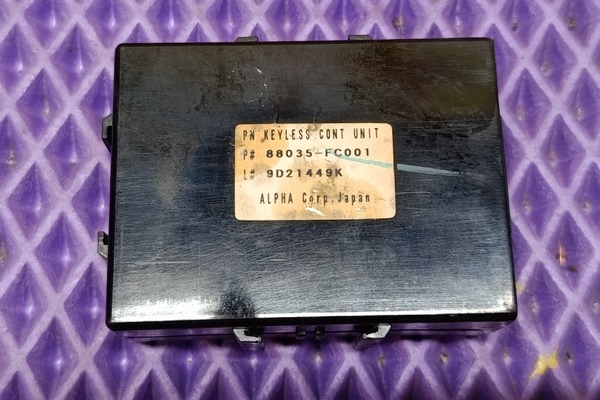 PN KEYLESS CONT UNIT
P# 88035-FC001
L# 9D21449K
ALPHA Corp.Japan